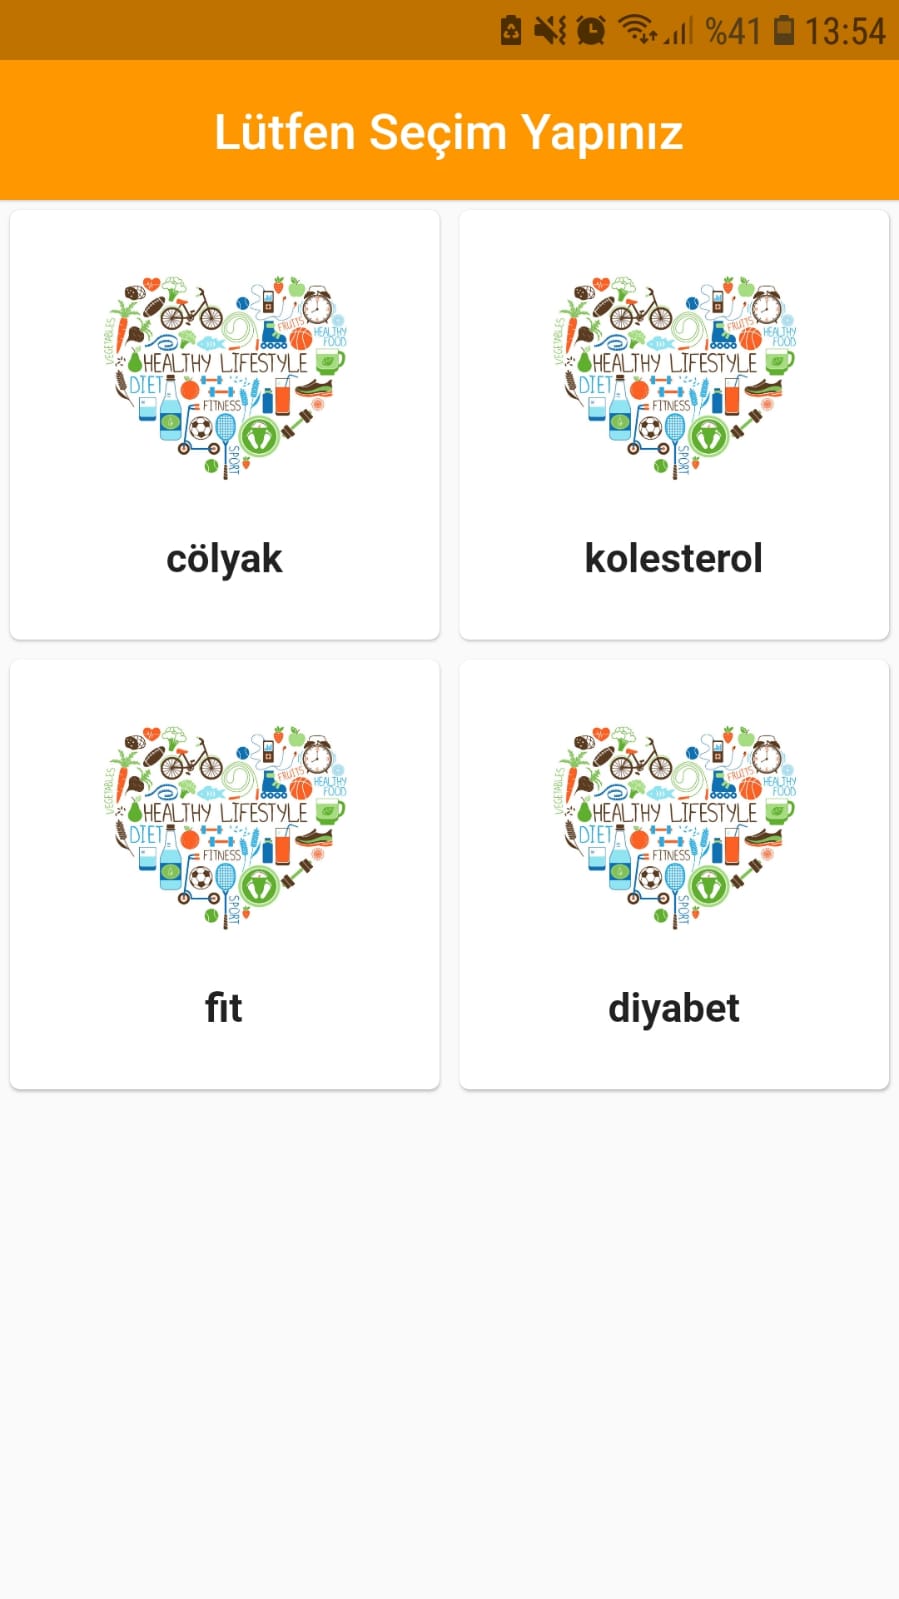 %41 13:54
Lütfen Seçim Yapınız
VEGETABLES
FRUITS
HEALTHY
FOOD
HEALTHY LIFESTYLE
DIET
FITNESS
SPORT
cölyak
VEGETABLES
FRUITS
HEALTHY
FOOD
HEALTHY LIFESTYLE
DIET
FITNESS
SPORT
kolesterol
VEGETABLES
FRUITS
HEALTHY
FOOD
HEALTHY LIFESTYLE
DIET
FITNESS
SPORT
fit
VEGETABLES
FRUITS
HEALTHY
FOOD
HEALTHY LIFESTYLE
DIET
FITNESS
SPORT
diyabet